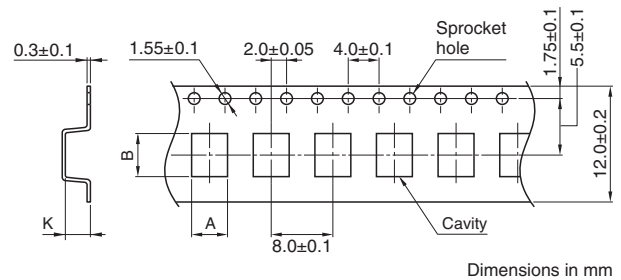 0.3±0.1
1.55±0.1
2.0±0.05
4.0±0.1
Sprocket
hole
1.75±0.1
5.5±0.1
12.0±0.2
B
K
A
8.0±0.1
Cavity
Dimensions in mm